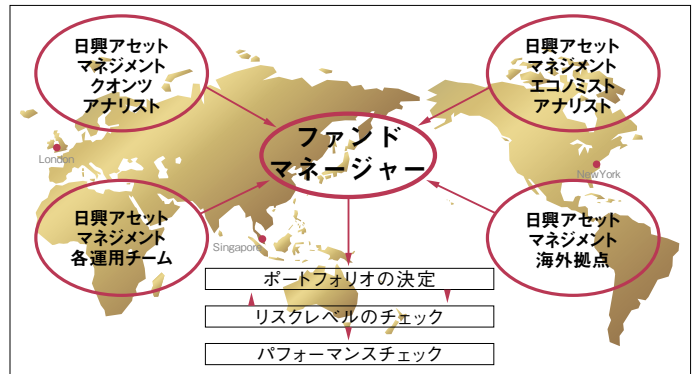 日興アセット
マネジメント
クオンツ
アナリスト
日興アセット
マネジメント
エコノミスト
アナリスト
ファンド
マネージャー
London
NewYork
日興アセット
マネジメント
各運用チーム
Singapore
日興アセット
マネジメント
海外拠点
ポートフォリオの決定
リスクレベルのチェック
パフォーマンスチェック